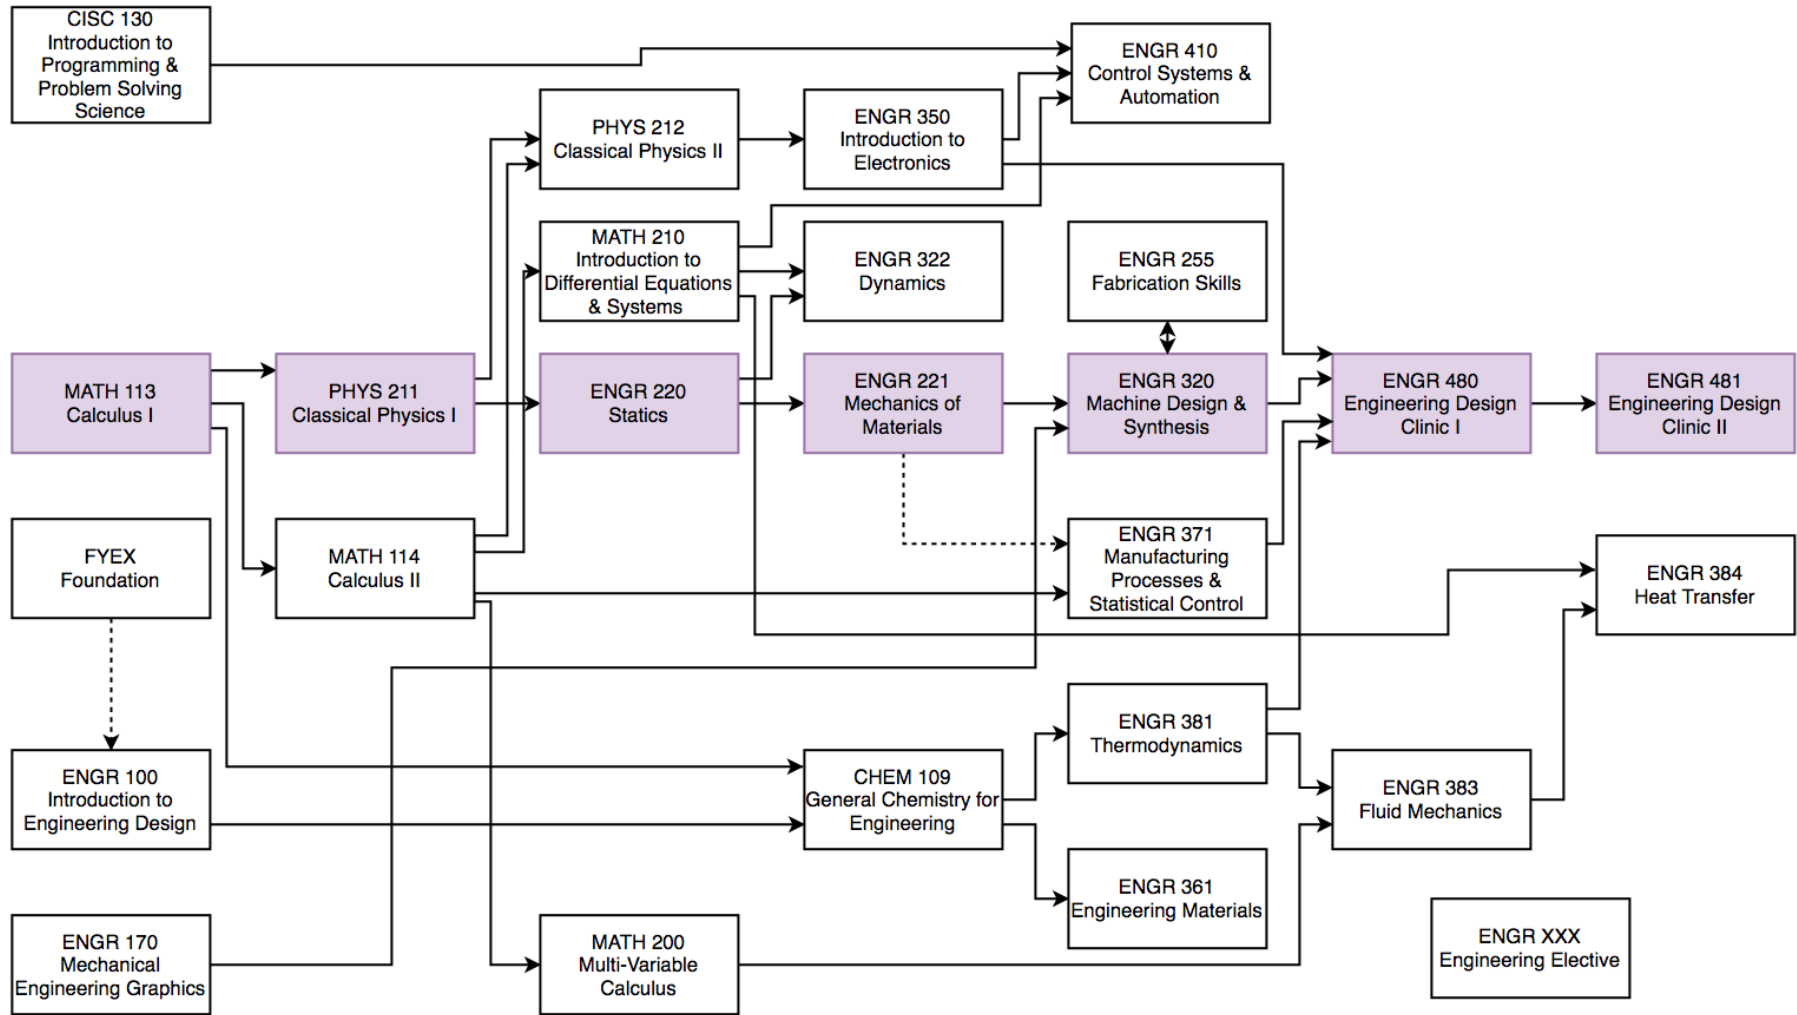 CISC 130
Introduction to
Programming &
Problem Solving
Science
ENGR 410
Control Systems &
Automation
PHYS 212
Classical Physics II
ENGR 350
Introduction to
Electronics
MATH 210
Introduction to
Differential Equations
& Systems
ENGR 322
Dynamics
ENGR 255
Fabrication Skills
MATH 113
Calculus I
PHYS 211
Classical Physics I
ENGR 220
Statics
ENGR 221
Mechanics of
Materials
ENGR 320
Machine Design &
Synthesis
ENGR 480
Engineering Design
Clinic I
ENGR 481
Engineering Design
Clinic II
FYEX
Foundation
MATH 114
Calculus II
ENGR 371
Manufacturing
Processes &
Statistical Control
ENGR 384
Heat Transfer
ENGR 100
Introduction to
Engineering Design
CHEM 109
General Chemistry for
Engineering
ENGR 381
Thermodynamics
ENGR 383
Fluid Mechanics
ENGR 361
Engineering Materials
ENGR 170
Mechanical
Engineering Graphics
MATH 200
Multi-Variable
Calculus
ENGR XXX
Engineering Elective